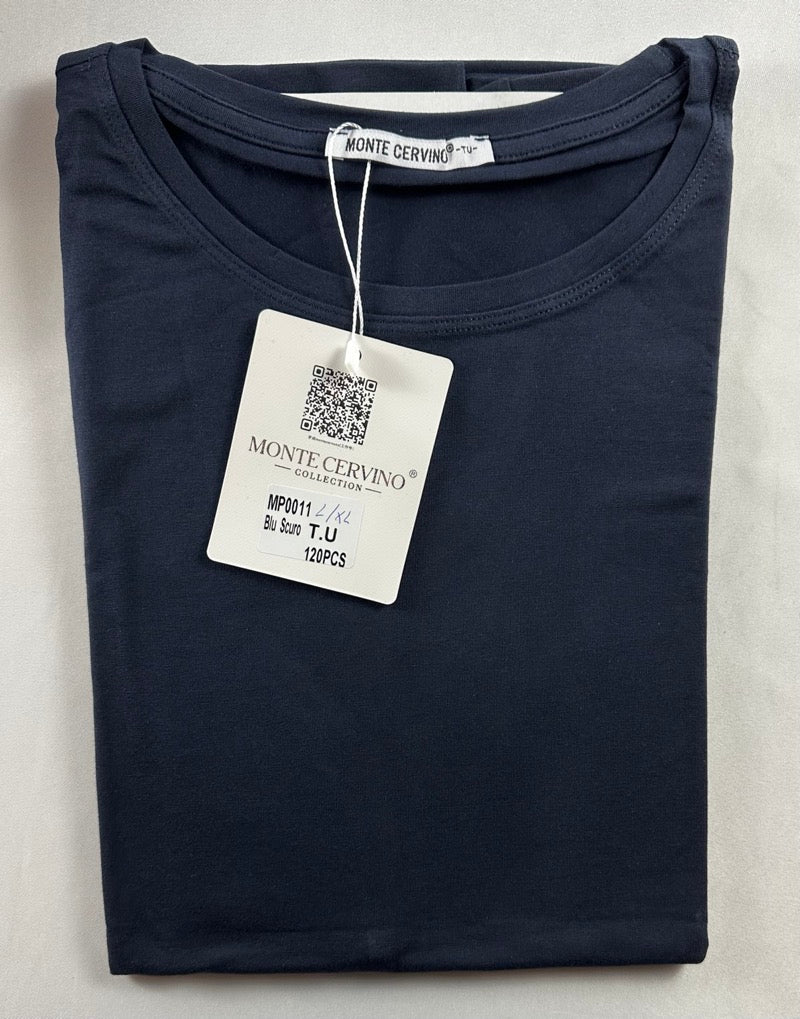 MONTE CERVINO® -TU-
MONTE CERVINO®
COLLECTION
MP0011 L/XL
Blu Scuro T.U
120PCS